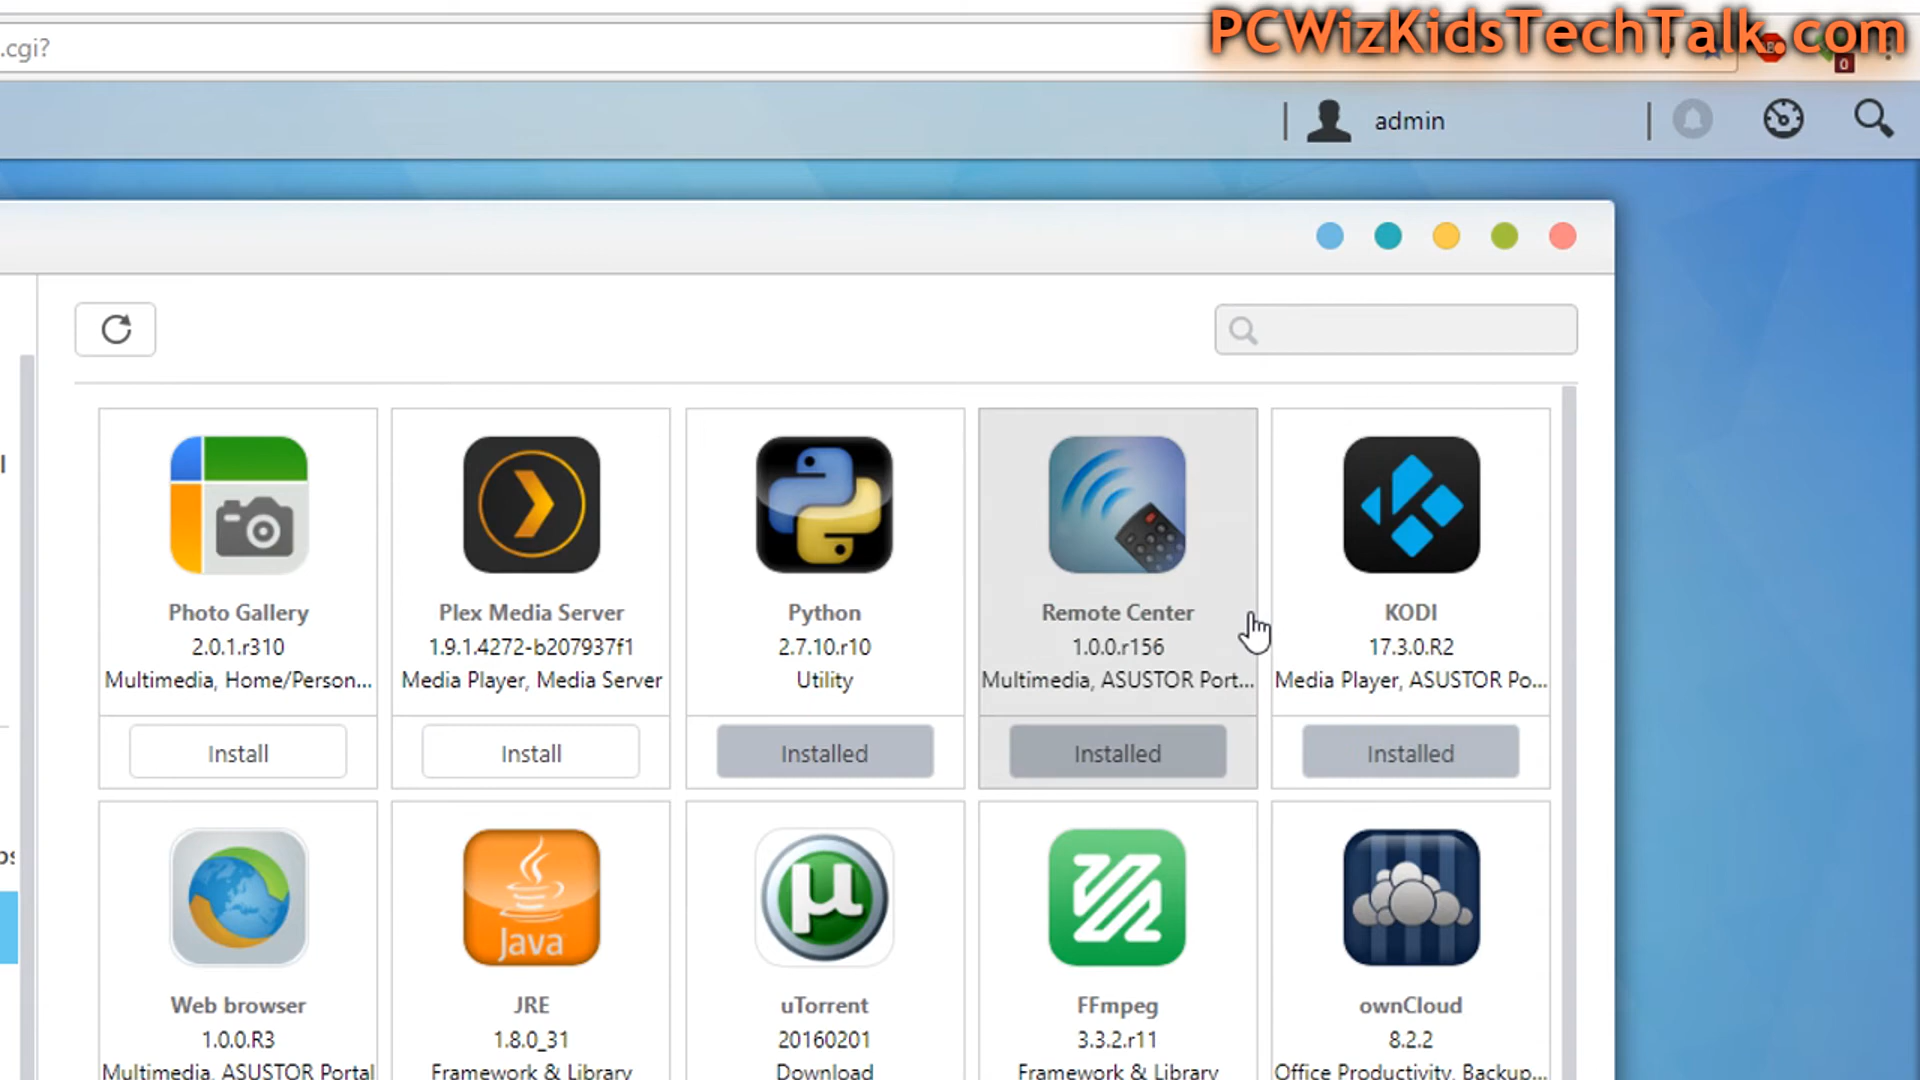 PCWizKidsTechTalk.com
.cgi?
0
admin
Photo Gallery
2.0.1.r310
Multimedia, Home/Person...
Install
Plex Media Server
1.9.1.4272-b207937f1
Media Player, Media Server
Install
Python
2.7.10.r10
Utility
Installed
Remote Center
1.0.0.r156
Multimedia, ASUSTOR Port...
Installed
KODI
17.3.0.R2
Media Player, ASUSTOR Po...
Installed
Web browser
1.0.0.R3
Multimedia, ASUSTOR Portal
Java
JRE
1.8.0_31
Framework & Library
µ
uTorrent
20160201
Download
FFmpeg
3.3.2.r11
Framework & Library
ownCloud
8.2.2
Office Productivity, Backup...